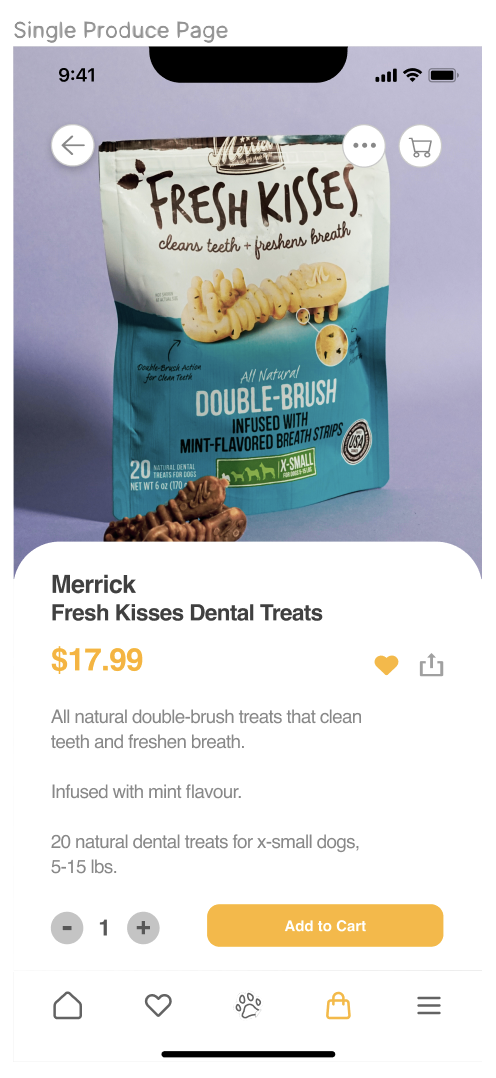 Single Produce Page
9:41
Merrick
FRESH KISSES
cleans teeth + freshens breath
Double-Brush Action
for Clean Teeth
All Natural
DOUBLE-BRUSH
INFUSED WITH
MINT-FLAVORED BREATH STRIPS
USA
20 NATURAL DENTAL
TREATS FOR DOGS
NET WT 6 oz (170
X-SMALL
Merrick
Fresh Kisses Dental Treats
$17.99
All natural double-brush treats that clean
teeth and freshen breath.
Infused with mint flavour.
20 natural dental treats for x-small dogs,
5-15 lbs.
- 1 +
Add to Cart